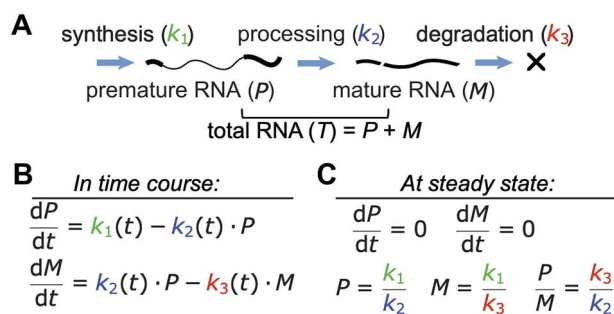 A
synthesis (k₁) processing (k₂) degradation (k₃)
premature RNA (P) mature RNA (M)
total RNA (T) = P + M
B In time course:
dP/dt = k₁(t) − k₂(t) · P
dM/dt = k₂(t) · P − k₃(t) · M
C At steady state:
dP/dt = 0 dM/dt = 0
P = k₁/k₂ M = k₁/k₃ P/M = k₃/k₂